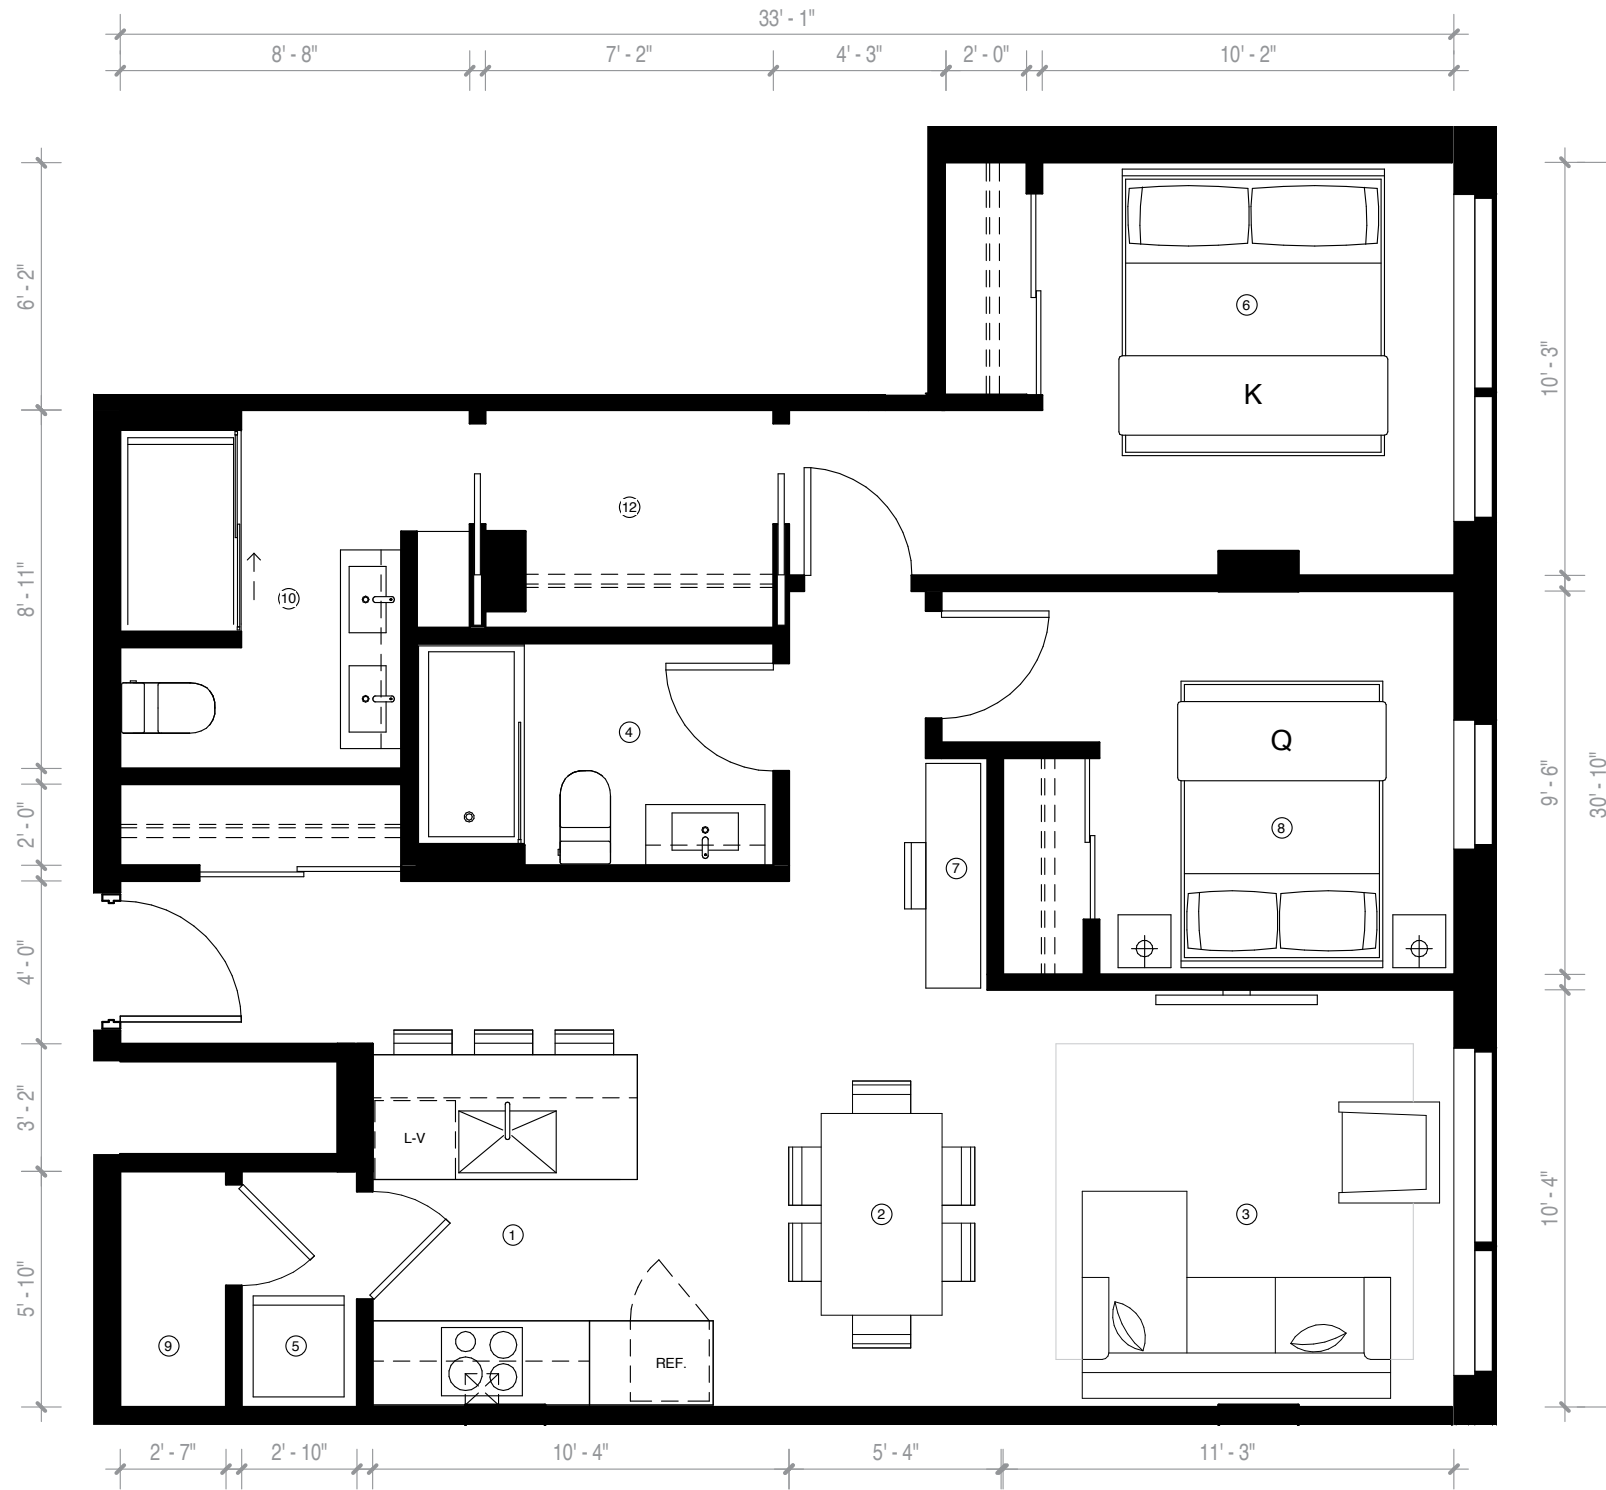 33' - 1"
8' - 8" 7' - 2" 4' - 3" 2' - 0" 10' - 2"
6' - 2"
6
10' - 3"
K
12
8' - 11"
10
4
Q
9' - 6"
30' - 10"
2' - 0"
8
7
4' - 0"
3' - 2"
L-V
2
3
10' - 4"
1
5' - 10"
9
5
REF.
2' - 7" 2' - 10" 10' - 4" 5' - 4" 11' - 3"